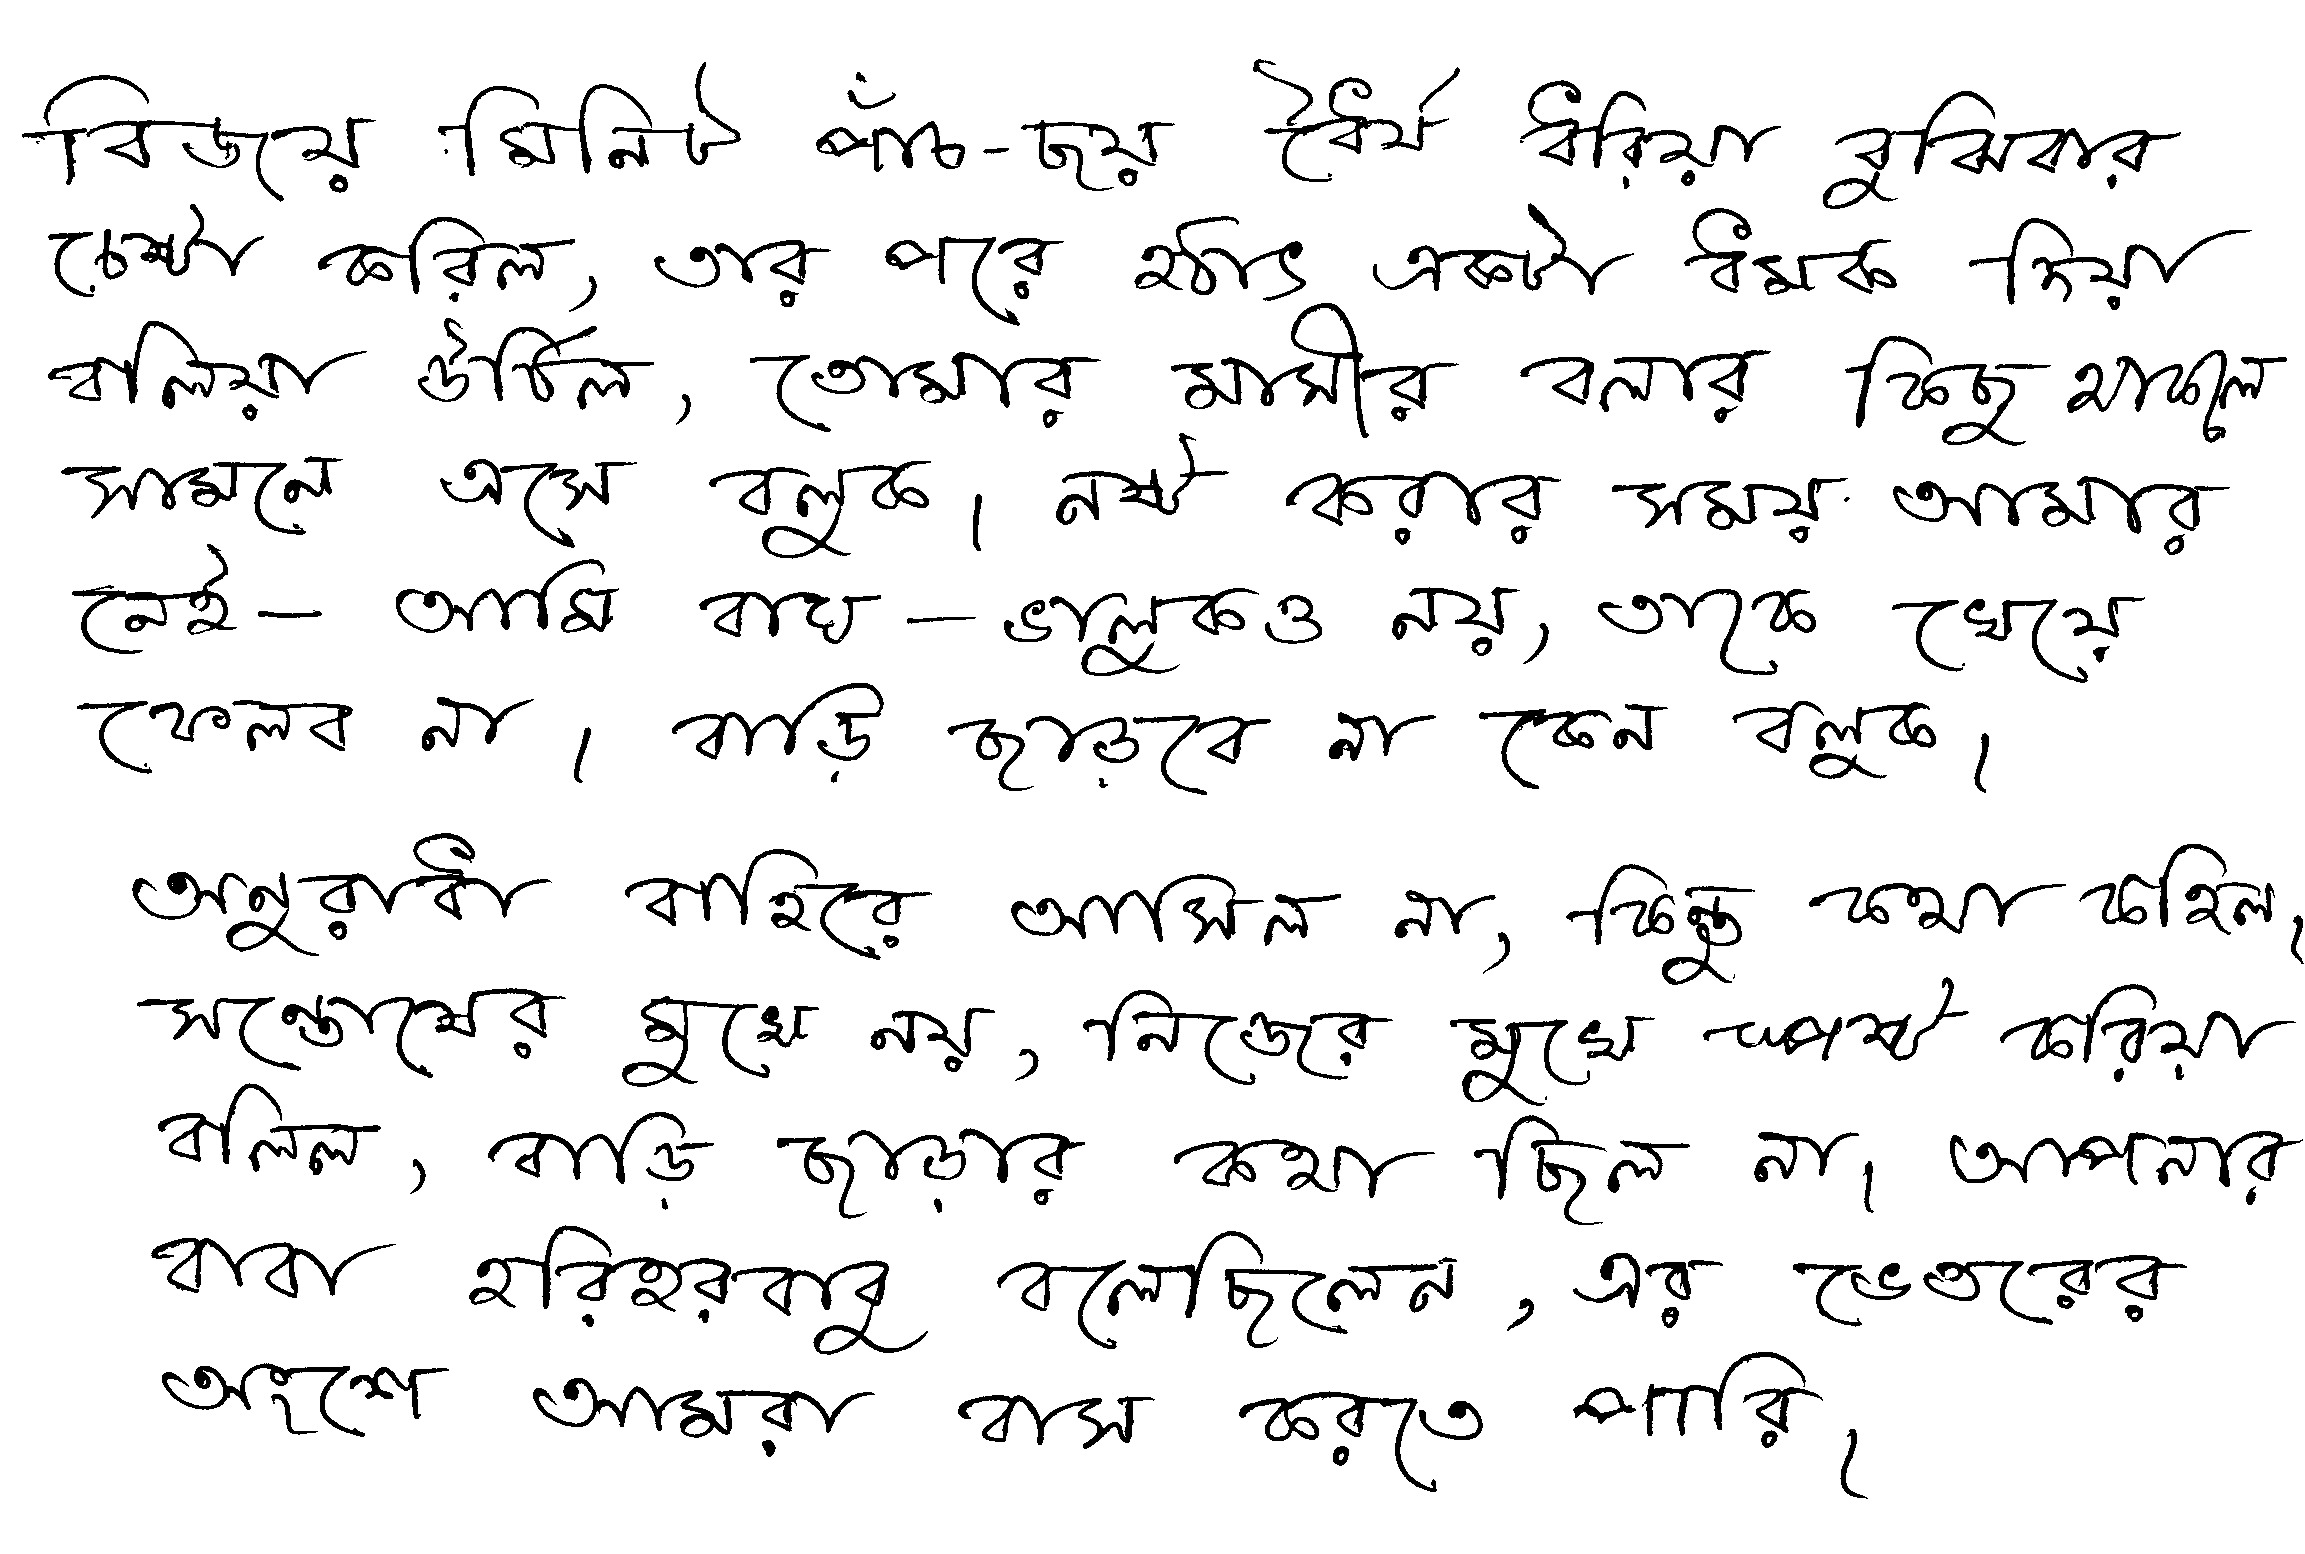 বিজয় মিনিট পাঁচ-ছয় ধৈর্য ধরিয়া বুঝিবার
চেষ্টা করিল, তার পরে হঠাৎ একটা ধমক দিয়া
বলিয়া উঠিল, তোমার মাসীর বলার কিছু থাকলে
সামনে এসে বলুক। নষ্ট করার সময় আমার
নেই– আমি বাঘ –ভালুকও নয়, তাকে খেয়ে
ফেলব না। বাড়ি ছাড়বে না কেন বলুক।
অনুরাধা বাহিরে আসিল না, কিন্তু কথা কহিল।
সন্তোষের মুখে নয়, নিজের মুখে স্পষ্ট করিয়া
বলিল, বাড়ি ছাড়ার কথা ছিল না। আপনার
বাবা হরিহরবাবু বলেছিলেন, এর ভেতরের
অংশে আমরা বাস করতে পারি।